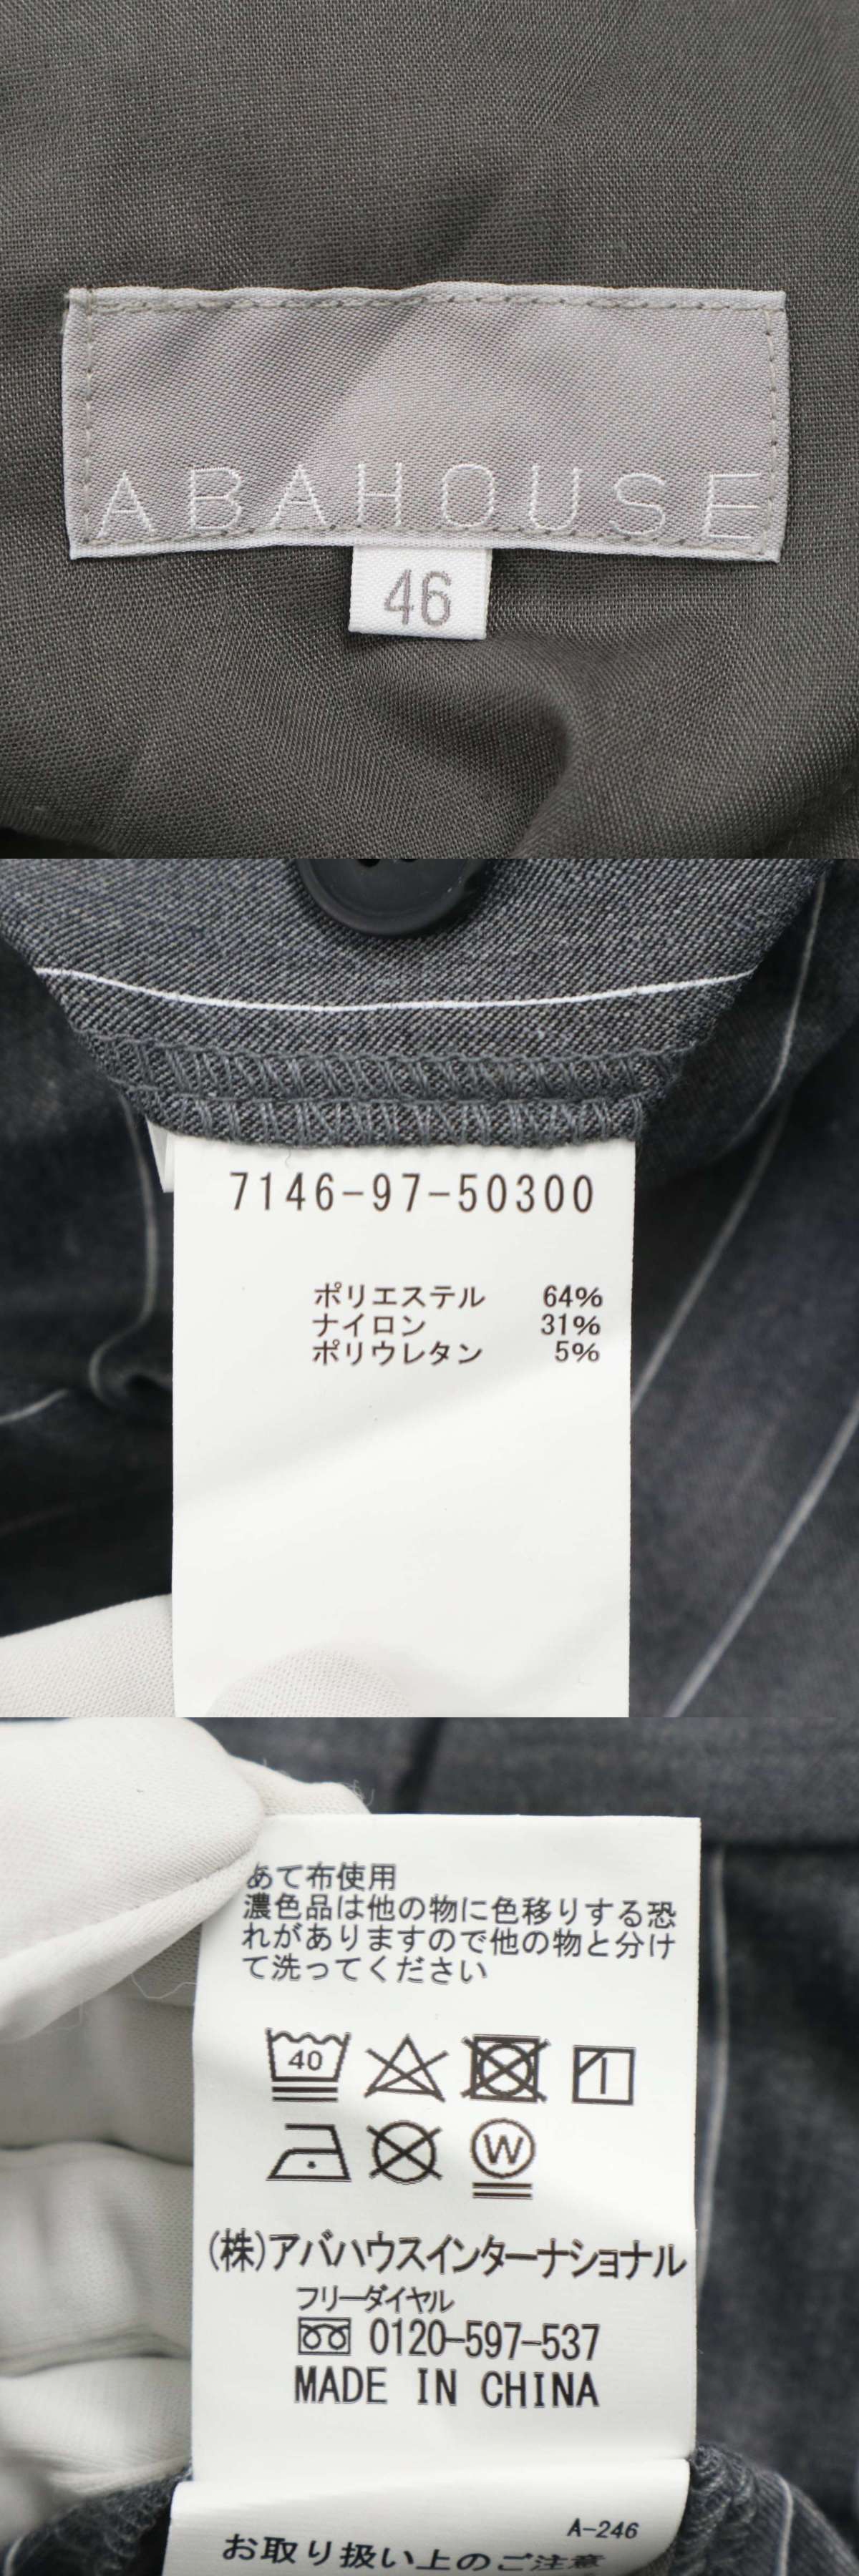 ABAHOUSE
46
7146-97-50300
ポリエステル 64%
ナイロン 31%
ポリウレタン 5%
あて布使用
濃色品は他の物に色移りする恐
れがありますので他の物と分け
て洗ってください
40
W
(株)アバハウスインターナショナル
フリーダイヤル
0120-597-537
MADE IN CHINA
A-246
お取り扱い上のご注意